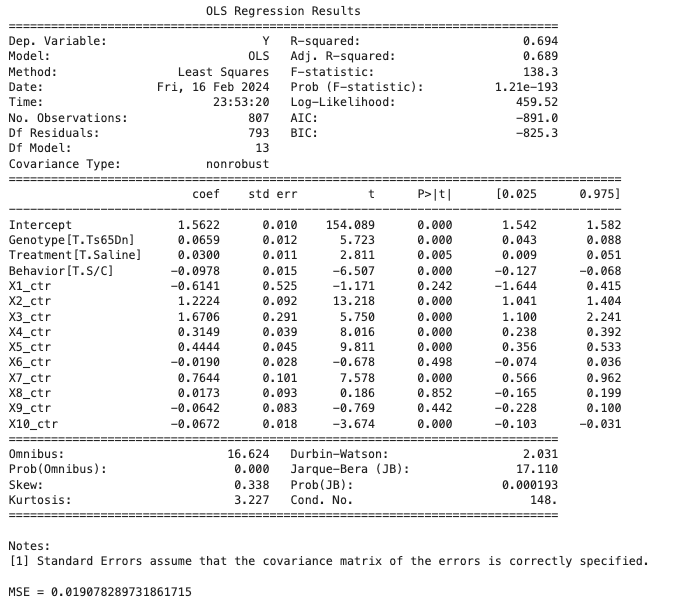 OLS Regression Results
==============================================================================
Dep. Variable:                      Y   R-squared:                       0.694
Model:                            OLS   Adj. R-squared:                  0.689
Method:                 Least Squares   F-statistic:                     138.3
Date:                Fri, 16 Feb 2024   Prob (F-statistic):          1.21e-193
Time:                        23:53:20   Log-Likelihood:                 459.52
No. Observations:                 807   AIC:                            -891.0
Df Residuals:                     793   BIC:                            -825.3
Df Model:                          13
Covariance Type:            nonrobust
=======================================================================================
                          coef    std err          t      P>|t|      [0.025      0.975]
---------------------------------------------------------------------------------------
Intercept               1.5622      0.010    154.089      0.000       1.542       1.582
Genotype[T.Ts65Dn]      0.0659      0.012      5.723      0.000       0.043       0.088
Treatment[T.Saline]     0.0300      0.011      2.811      0.005       0.009       0.051
Behavior[T.S/C]        -0.0978      0.015     -6.507      0.000      -0.127      -0.068
X1_ctr                 -0.6141      0.525     -1.171      0.242      -1.644       0.415
X2_ctr                  1.2224      0.092     13.218      0.000       1.041       1.404
X3_ctr                  1.6706      0.291      5.750      0.000       1.100       2.241
X4_ctr                  0.3149      0.039      8.016      0.000       0.238       0.392
X5_ctr                  0.4444      0.045      9.811      0.000       0.356       0.533
X6_ctr                 -0.0190      0.028     -0.678      0.498      -0.074       0.036
X7_ctr                  0.7644      0.101      7.578      0.000       0.566       0.962
X8_ctr                  0.0173      0.093      0.186      0.852      -0.165       0.199
X9_ctr                 -0.0642      0.083     -0.769      0.442      -0.228       0.100
X10_ctr                -0.0672      0.018     -3.674      0.000      -0.103      -0.031
==============================================================================
Omnibus:                       16.624   Durbin-Watson:                   2.031
Prob(Omnibus):                  0.000   Jarque-Bera (JB):               17.110
Skew:                           0.338   Prob(JB):                     0.000193
Kurtosis:                       3.227   Cond. No.                         148.
==============================================================================
Notes:
[1] Standard Errors assume that the covariance matrix of the errors is correctly specified.
MSE = 0.019078289731861715